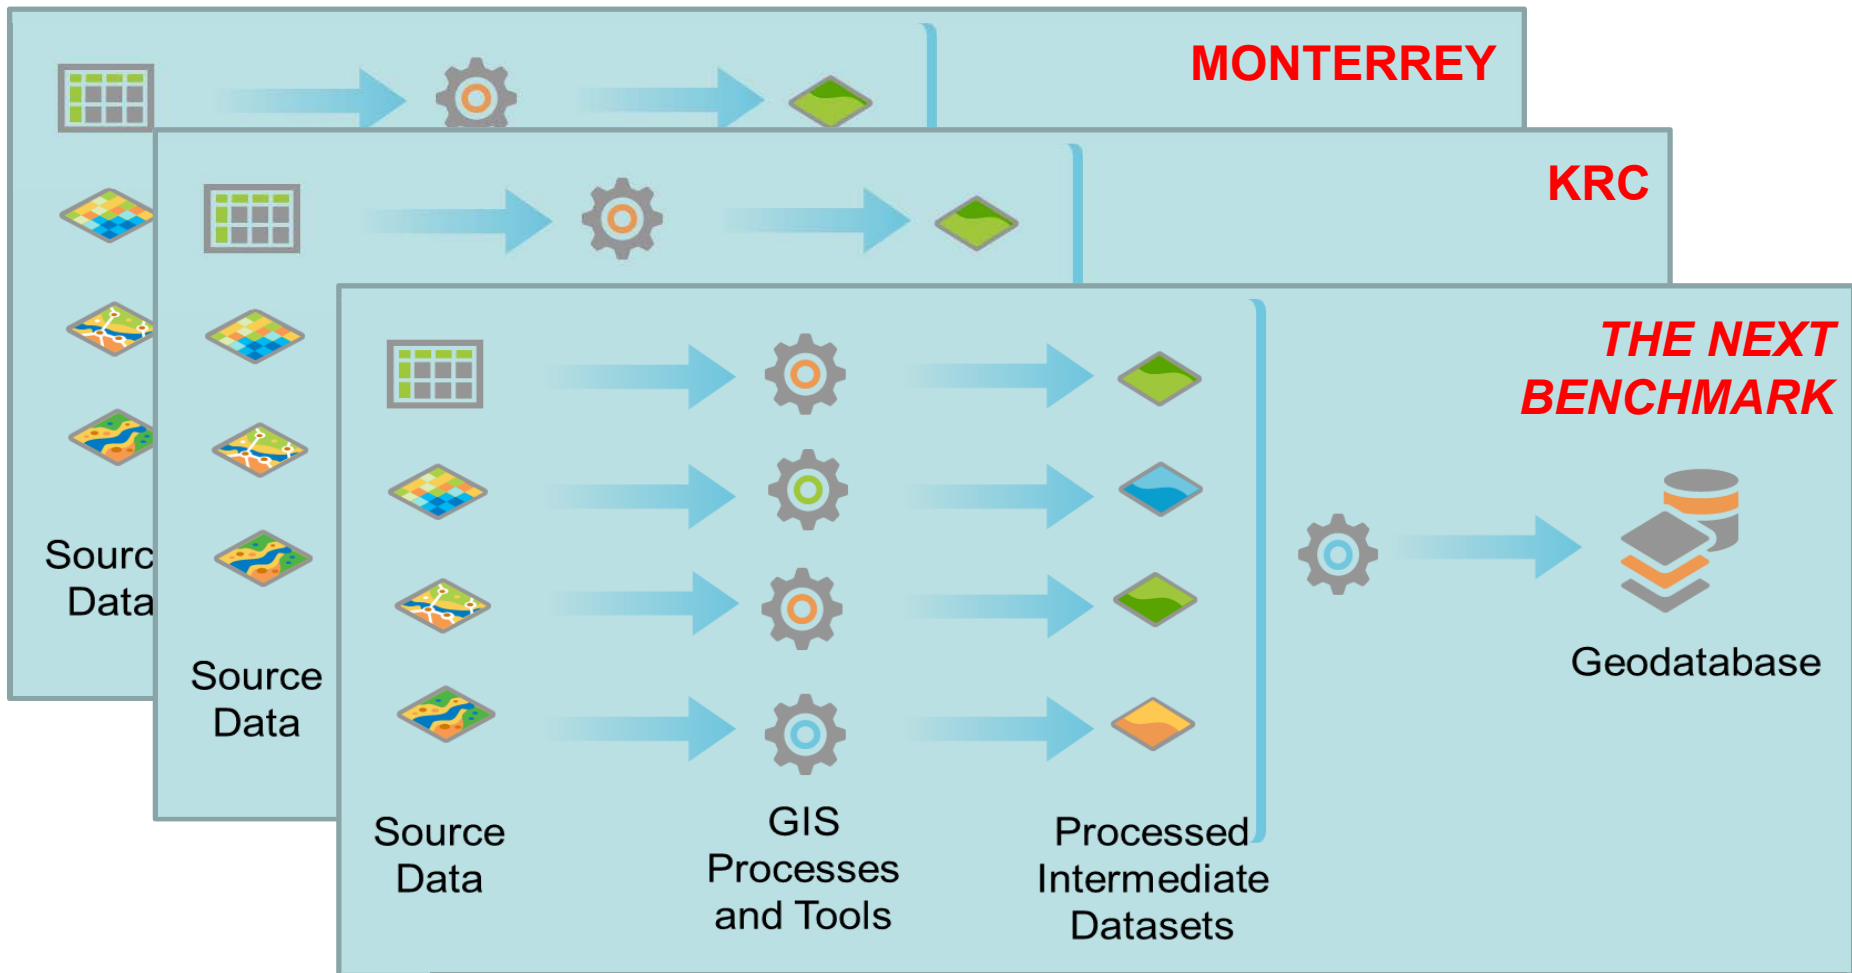 MONTERREY
KRC
THE NEXT
BENCHMARK
Sourc
Data
Source
Data
Source
Data
GIS
Processes
and Tools
Processed
Intermediate
Datasets
Geodatabase